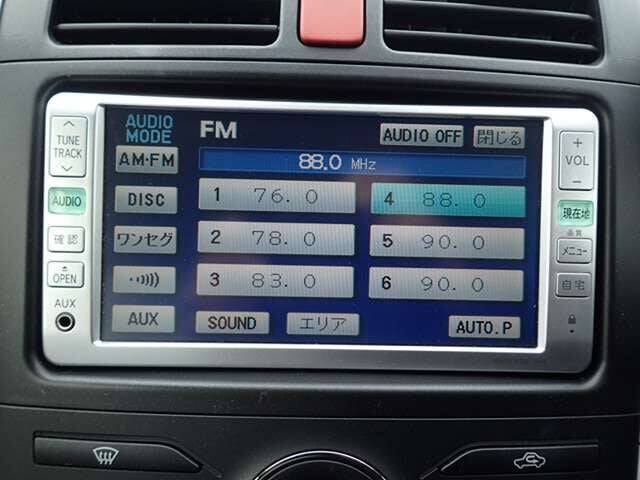 AUDIO MODE
FM
AUDIO OFF
閉じる
AM·FM
88.0 MHz
DISC
1 76. 0
4 88. 0
ワンセグ
2 78. 0
5 90. 0
3 83. 0
6 90. 0
AUX
SOUND
エリア
AUTO.P
TUNE
TRACK
AUDIO
確認
OPEN
AUX
+
VOL
−
現在地
メニュー
自宅